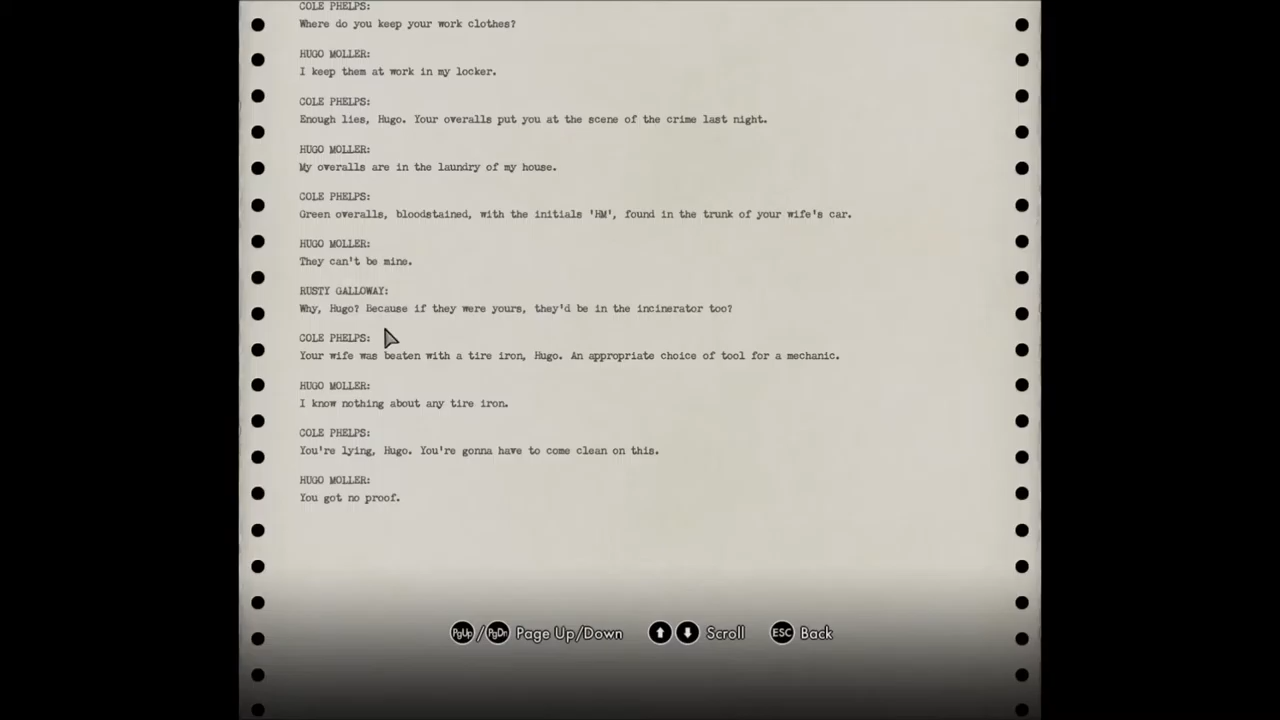 COLE PHELPS:
Where do you keep your work clothes?
HUGO MOLLER:
I keep them at work in my locker.
COLE PHELPS:
Enough lies, Hugo. Your overalls put you at the scene of the crime last night.
HUGO MOLLER:
My overalls are in the laundry of my house.
COLE PHELPS:
Green overalls, bloodstained, with the initials 'HM', found in the trunk of your wife's car.
HUGO MOLLER:
They can't be mine.
RUSTY GALLOWAY:
Why, Hugo? Because if they were yours, they'd be in the incinerator too?
COLE PHELPS:
Your wife was beaten with a tire iron, Hugo. An appropriate choice of tool for a mechanic.
HUGO MOLLER:
I know nothing about any tire iron.
COLE PHELPS:
You're lying, Hugo. You're gonna have to come clean on this.
HUGO MOLLER:
You got no proof.
PgUp/PgDn Page Up/Down Scroll ESC Back